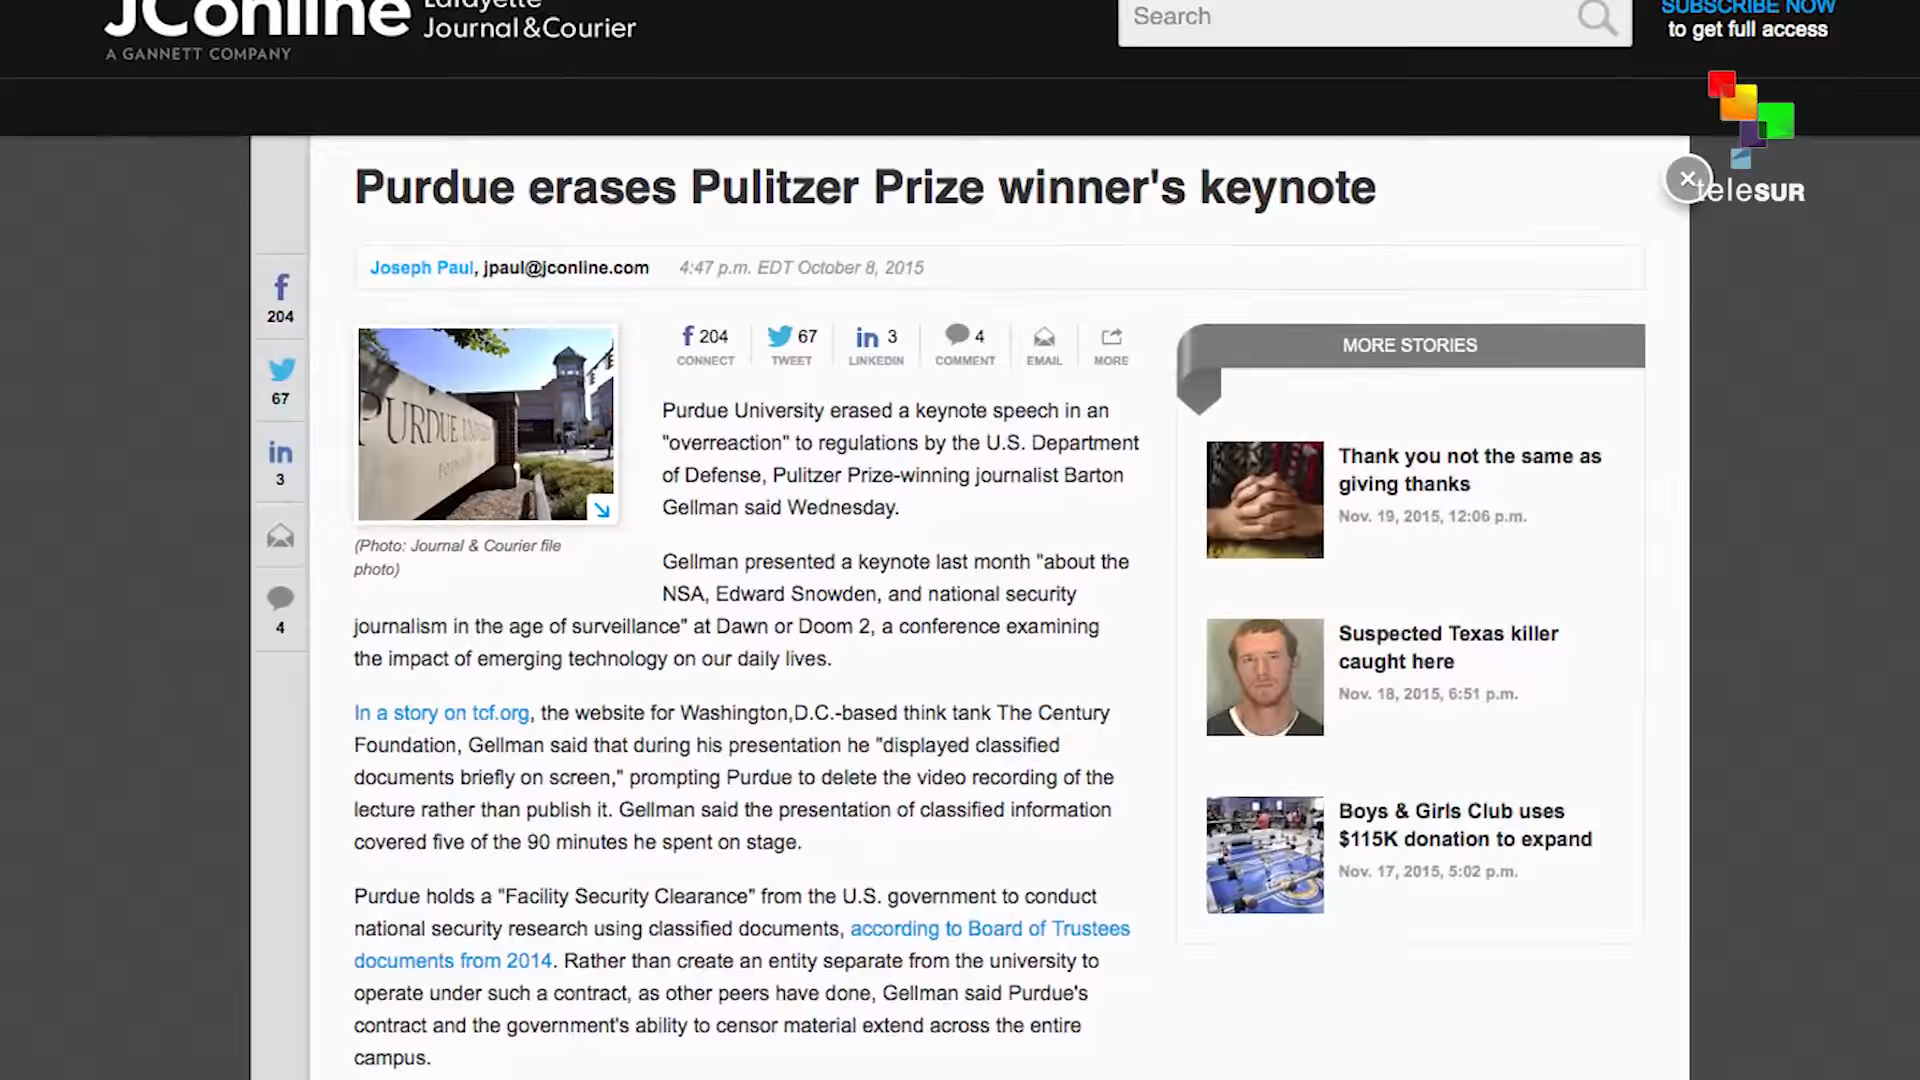 JConline
Lafayette
Journal & Courier
A GANNETT COMPANY
Search
SUBSCRIBE NOW
to get full access
teleSUR
Purdue erases Pulitzer Prize winner's keynote
Joseph Paul, jpaul@jconline.com 4:47 p.m. EDT October 8, 2015
204
67
3
4
PURDUE UNI
(Photo: Journal & Courier file
photo)
204
CONNECT
67
TWEET
3
LINKEDIN
4
COMMENT
EMAIL
MORE
Purdue University erased a keynote speech in an
"overreaction" to regulations by the U.S. Department
of Defense, Pulitzer Prize-winning journalist Barton
Gellman said Wednesday.
Gellman presented a keynote last month "about the
NSA, Edward Snowden, and national security
journalism in the age of surveillance" at Dawn or Doom 2, a conference examining
the impact of emerging technology on our daily lives.
In a story on tcf.org, the website for Washington,D.C.-based think tank The Century
Foundation, Gellman said that during his presentation he "displayed classified
documents briefly on screen," prompting Purdue to delete the video recording of the
lecture rather than publish it. Gellman said the presentation of classified information
covered five of the 90 minutes he spent on stage.
Purdue holds a "Facility Security Clearance" from the U.S. government to conduct
national security research using classified documents, according to Board of Trustees
documents from 2014. Rather than create an entity separate from the university to
operate under such a contract, as other peers have done, Gellman said Purdue's
contract and the government's ability to censor material extend across the entire
campus.
MORE STORIES
Thank you not the same as
giving thanks
Nov. 19, 2015, 12:06 p.m.
Suspected Texas killer
caught here
Nov. 18, 2015, 6:51 p.m.
Boys & Girls Club uses
$115K donation to expand
Nov. 17, 2015, 5:02 p.m.